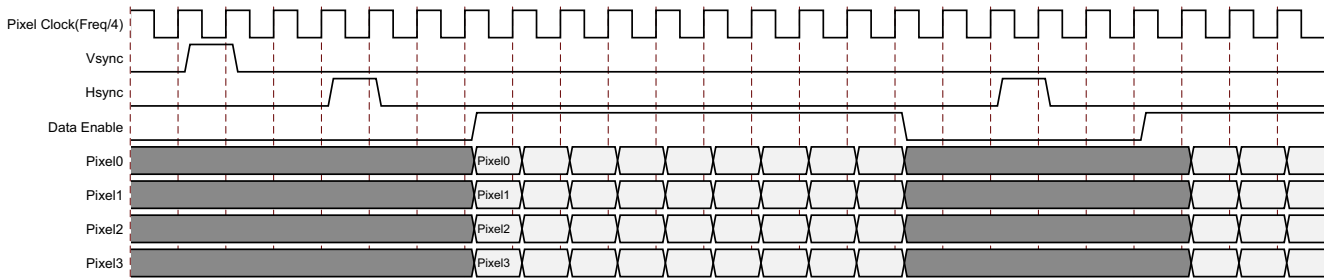 Pixel Clock(Freq/4)
Vsync
Hsync
Data Enable
Pixel0 Pixel0
Pixel1 Pixel1
Pixel2 Pixel2
Pixel3 Pixel3